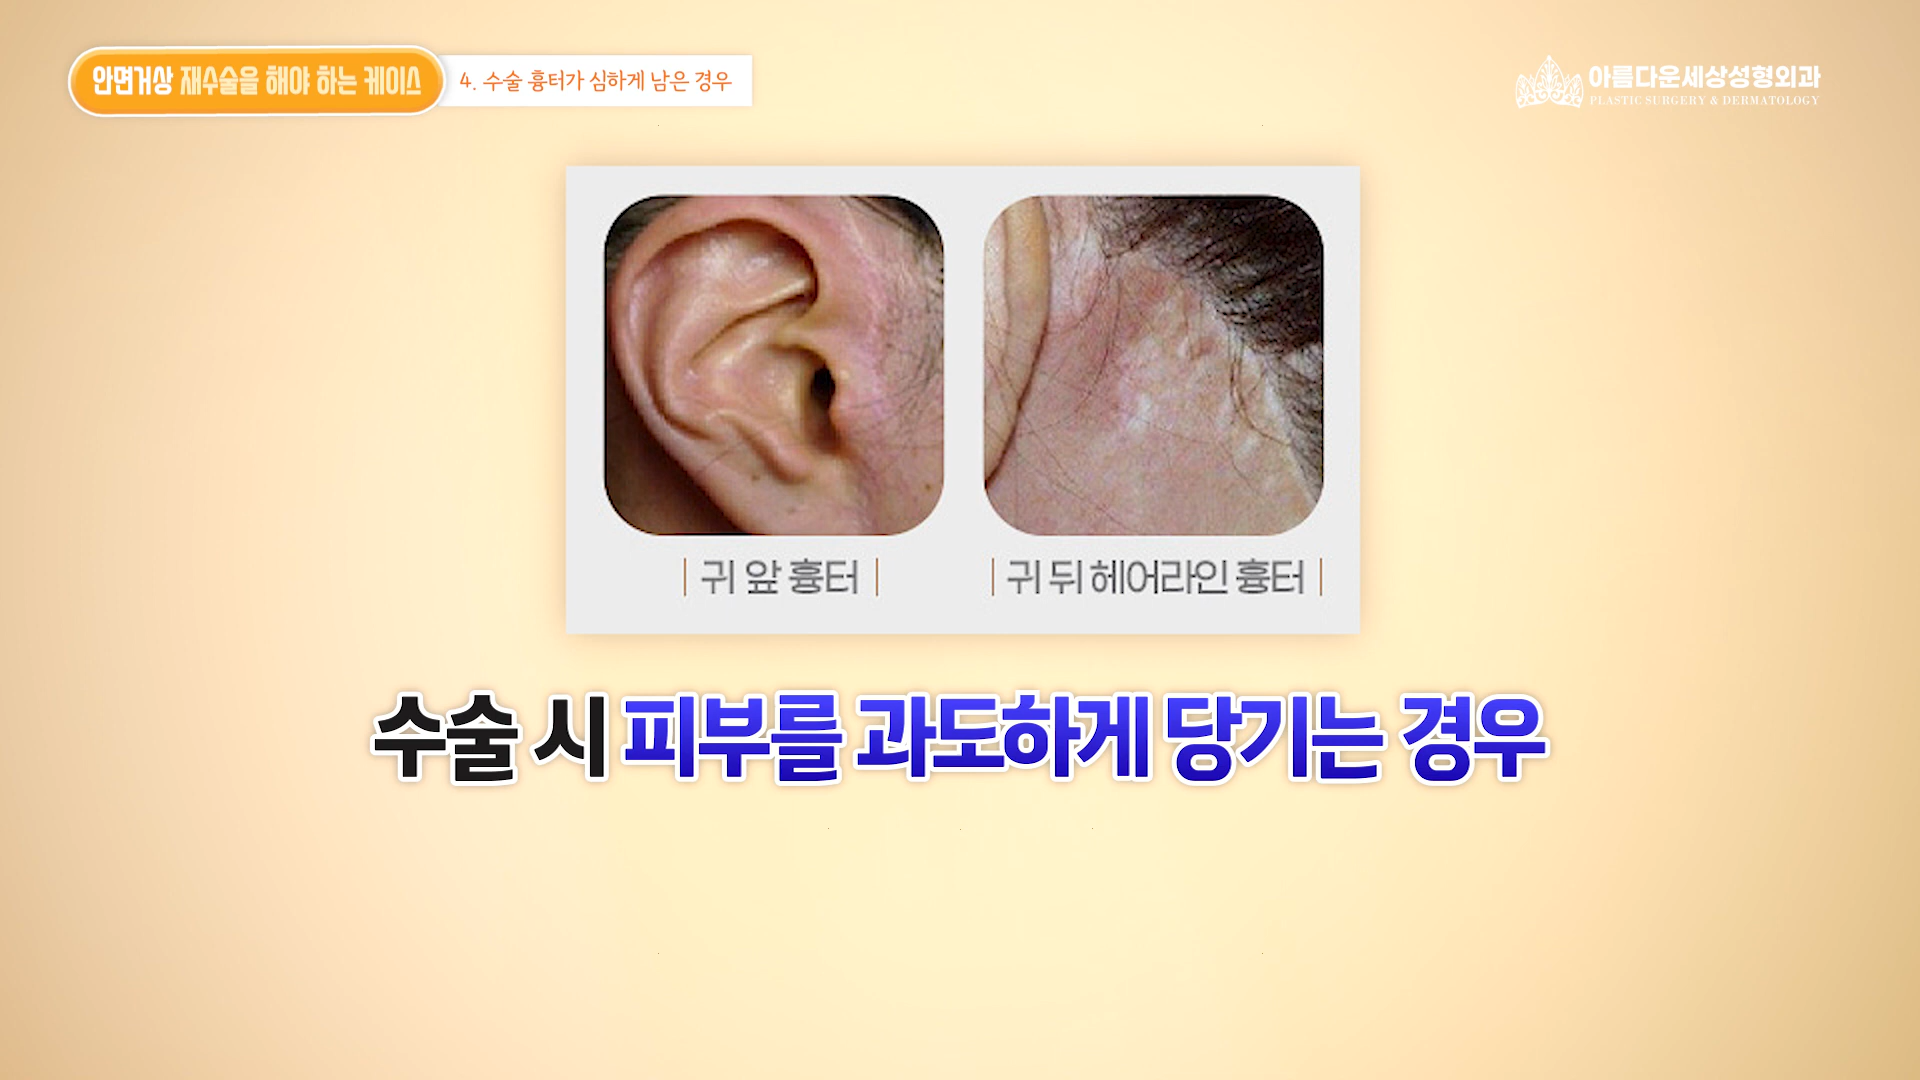 안면거상 재수술을 해야 하는 케이스
4. 수술 흉터가 심하게 남은 경우
아름다운세상성형외과
PLASTIC SURGERY & DERMATOLOGY
귀 앞 흉터
귀 뒤 헤어라인 흉터
수술 시 피부를 과도하게 당기는 경우